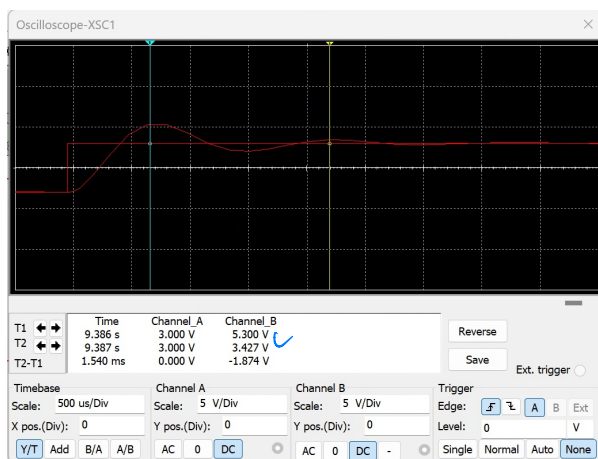 Oscilloscope-XSC1
T1
T2
T2-T1
Time Channel_A Channel_B
9.386 s 3.000 V 5.300 V
9.387 s 3.000 V 3.427 V
1.540 ms 0.000 V -1.874 V
Reverse
Save
Ext. trigger
Timebase
Scale: 500 us/Div
X pos.(Div): 0
Y/T Add B/A A/B
Channel A
Scale: 5 V/Div
Y pos.(Div): 0
AC 0 DC
Channel B
Scale: 5 V/Div
Y pos.(Div): 0
AC 0 DC -
Trigger
Edge: A B Ext
Level: 0 V
Single Normal Auto None